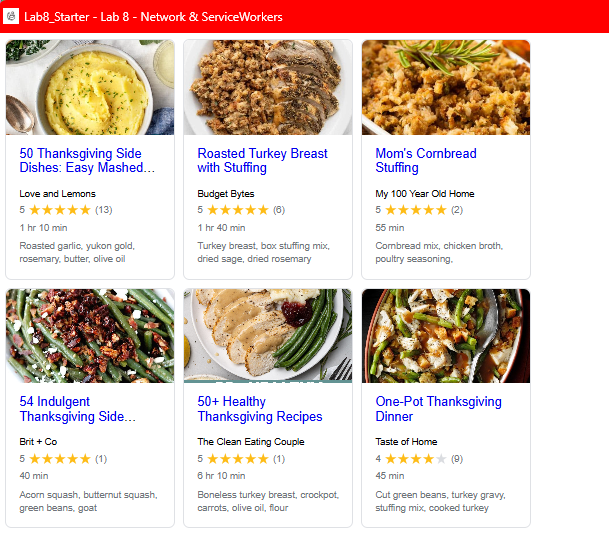 Lab8_Starter - Lab 8 - Network & ServiceWorkers
50 Thanksgiving Side
Dishes: Easy Mashed…
Love and Lemons
5 ★★★★★ (13)
1 hr 10 min
Roasted garlic, yukon gold,
rosemary, butter, olive oil
Roasted Turkey Breast
with Stuffing
Budget Bytes
5 ★★★★★ (6)
1 hr 40 min
Turkey breast, box stuffing mix,
dried sage, dried rosemary
Mom's Cornbread
Stuffing
My 100 Year Old Home
5 ★★★★★ (2)
55 min
Cornbread mix, chicken broth,
poultry seasoning,
54 Indulgent
Thanksgiving Side…
Brit + Co
5 ★★★★★ (1)
40 min
Acorn squash, butternut squash,
green beans, goat
50+ Healthy
Thanksgiving Recipes
The Clean Eating Couple
5 ★★★★★ (1)
6 hr 10 min
Boneless turkey breast, crockpot,
carrots, olive oil, flour
One-Pot Thanksgiving
Dinner
Taste of Home
4 ★★★★★ (9)
45 min
Cut green beans, turkey gravy,
stuffing mix, cooked turkey